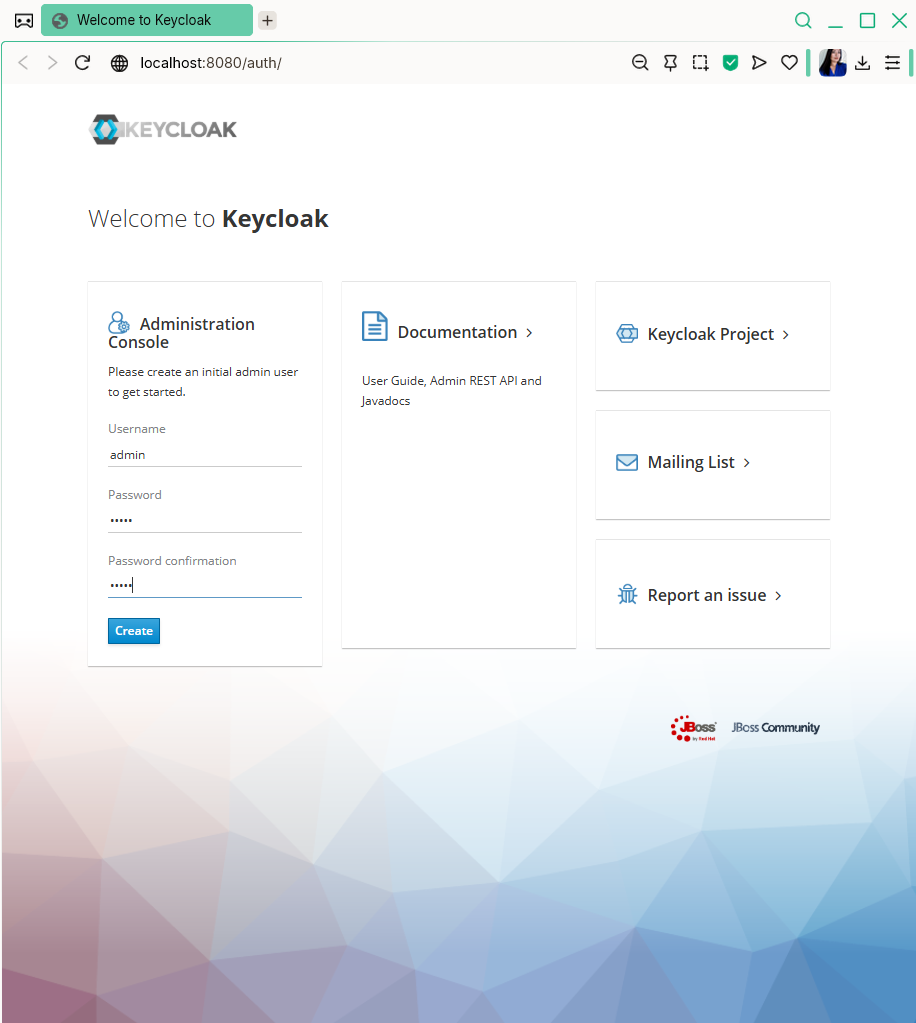 Welcome to Keycloak
localhost:8080/auth/
KEYCLOAK
Welcome to Keycloak
Administration
Console
Please create an initial admin user
to get started.
Username
admin
Password
•••••
Password confirmation
•••••
Create
Documentation
User Guide, Admin REST API and
Javadocs
Keycloak Project
Mailing List
Report an issue
JBoss
by Red Hat
JBoss Community